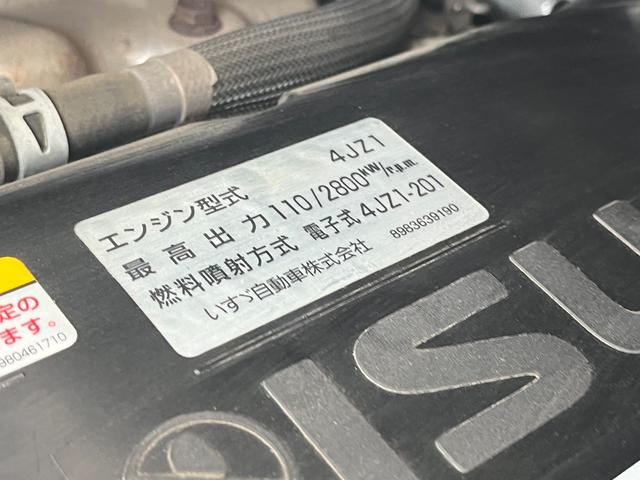 エンジン型式 4JZ1
最高出力 110/2800kW/r.p.m.
燃料噴射方式 電子式 4JZ1-201
いすゞ自動車株式会社 8983639190
定の
ます。
980461710
ISU